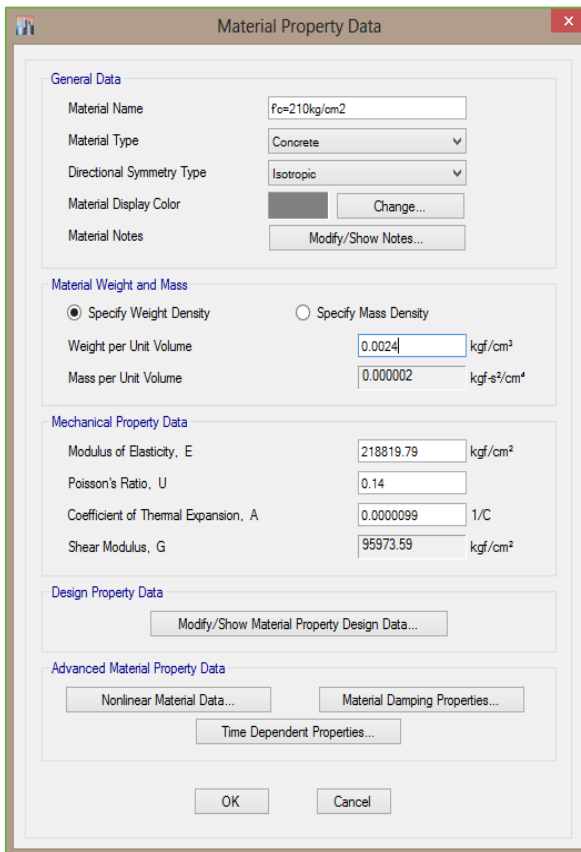 Material Property Data
General Data
Material Name f'c=210kg/cm2
Material Type Concrete
Directional Symmetry Type Isotropic
Material Display Color Change...
Material Notes Modify/Show Notes...
Material Weight and Mass
Specify Weight Density Specify Mass Density
Weight per Unit Volume 0.0024 kgf/cm³
Mass per Unit Volume 0.000002 kgf-s²/cm⁴
Mechanical Property Data
Modulus of Elasticity, E 218819.79 kgf/cm²
Poisson's Ratio, U 0.14
Coefficient of Thermal Expansion, A 0.0000099 1/C
Shear Modulus, G 95973.59 kgf/cm²
Design Property Data
Modify/Show Material Property Design Data...
Advanced Material Property Data
Nonlinear Material Data... Material Damping Properties...
Time Dependent Properties...
OK Cancel